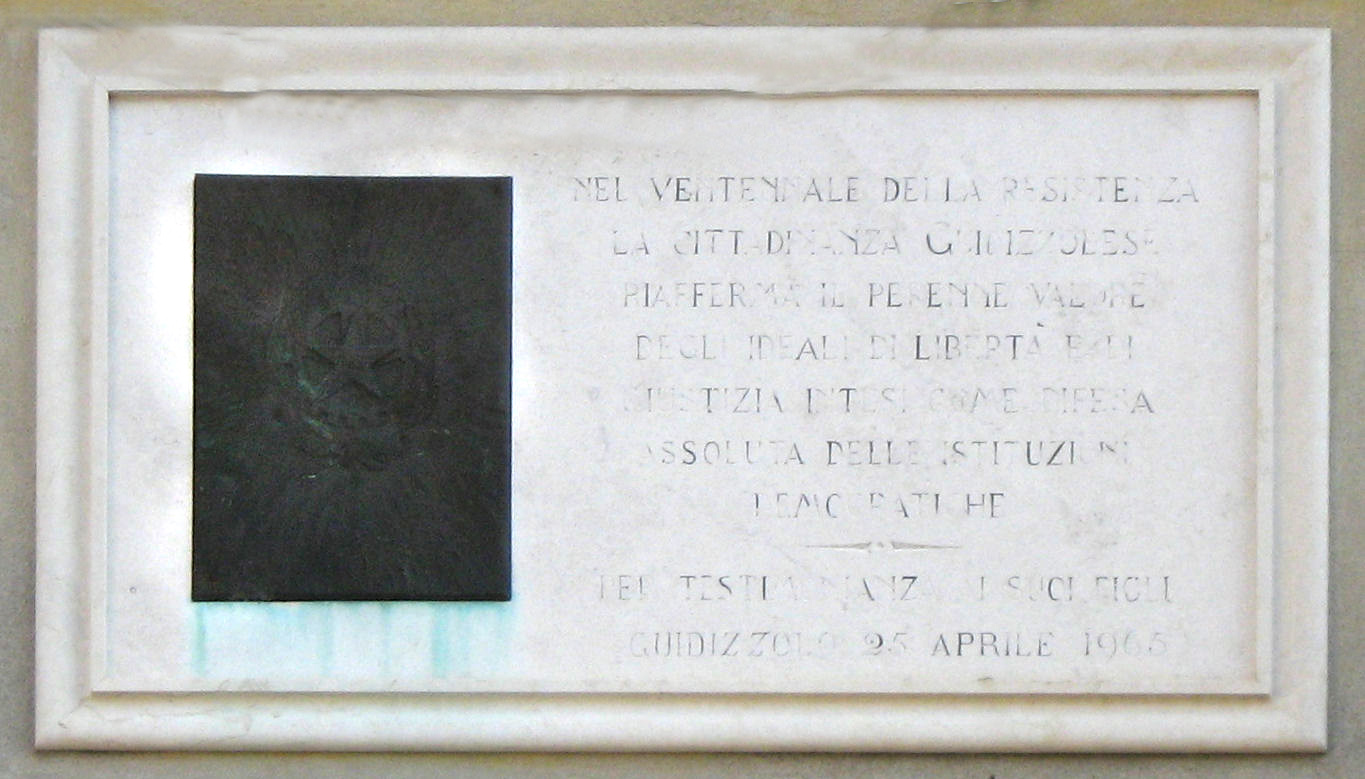 NEL VENTENNALE DELLA RESISTENZA
LA CITTADINANZA GUIDIZZOLESE
RIAFFERMA IL PERENNE VALORE
DEGLI IDEALI DI LIBERTÀ E DI
GIUSTIZIA INTESI COME DIFESA
ASSOLUTA DELLE ISTITUZIONI
DEMOCRATICHE
PER TESTIMONIANZA AI SUOI FIGLI
GUIDIZZOLO 25 APRILE 1965